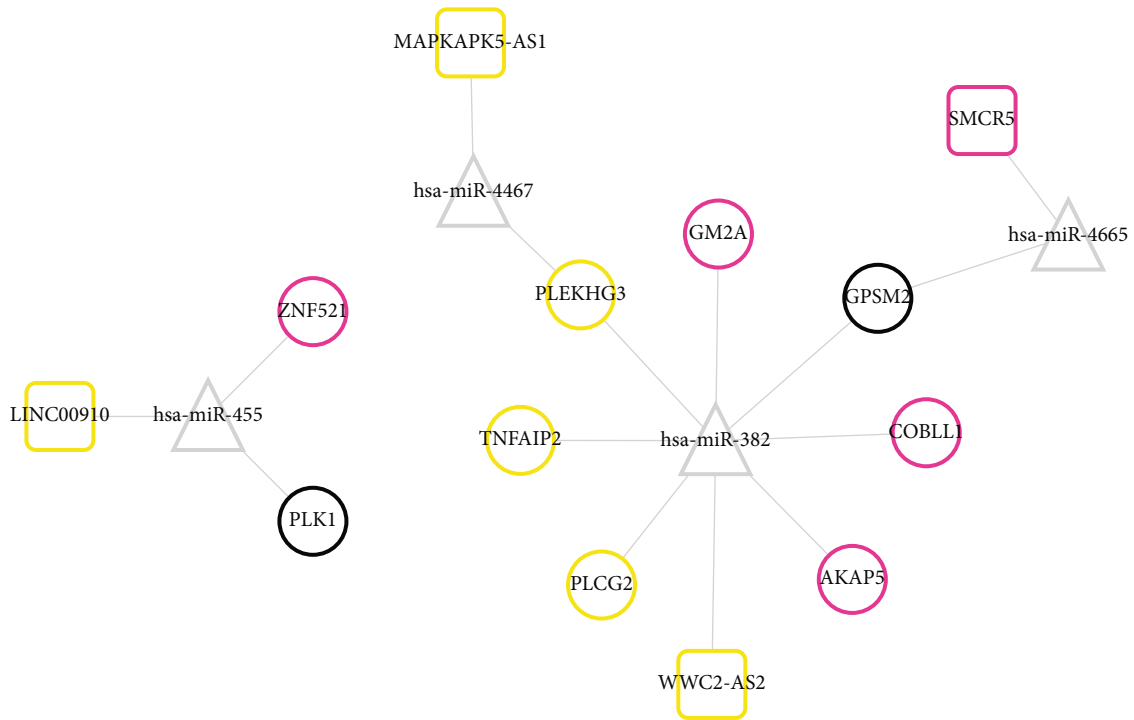 MAPKAPK5-AS1
SMCR5
hsa-miR-4467
GM2A
hsa-miR-4665
PLEKHG3
GPSM2
ZNF521
LINC00910
hsa-miR-455
TNFAIP2
hsa-miR-382
COBLL1
PLK1
PLCG2
AKAP5
WWC2-AS2